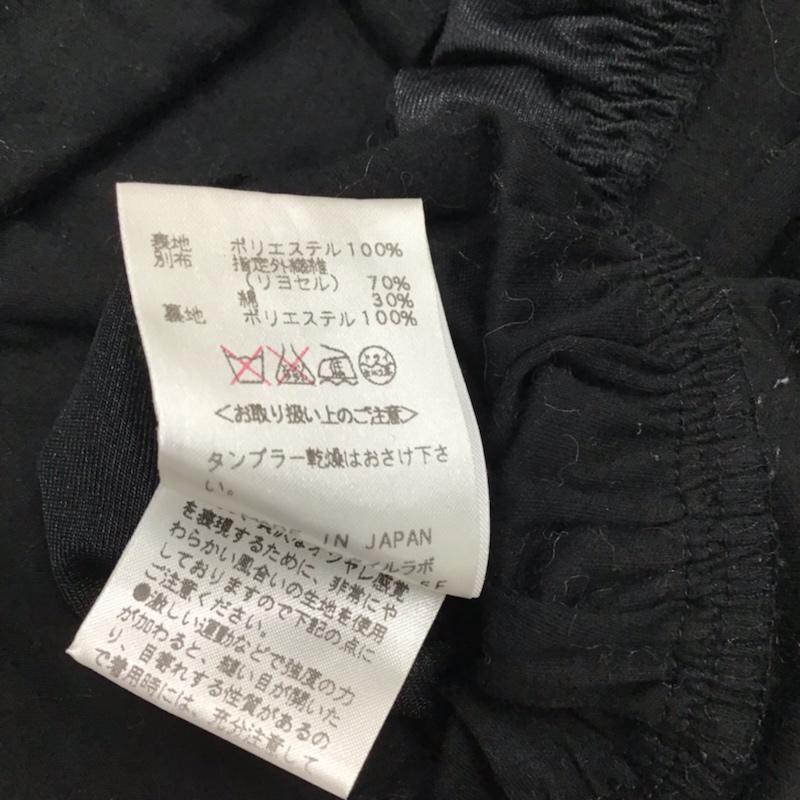 裏地 ポリエステル100%
別布 指定外繊維
(リヨセル) 70%
綿 30%
裏地 ポリエステル100%
<お取り扱い上のご注意>
タンブラー乾燥はおさけ下さ
い。
IN JAPAN
イルラボ
を表現するために、非常にや
わらかい風合いの生地を使用
しておりますので下記の点に
ご注意ください。
●激しい運動などで強度の力
が加わると、縫い目が開いた
り、目寄れする性質があるの
で着用時には、充分注意して